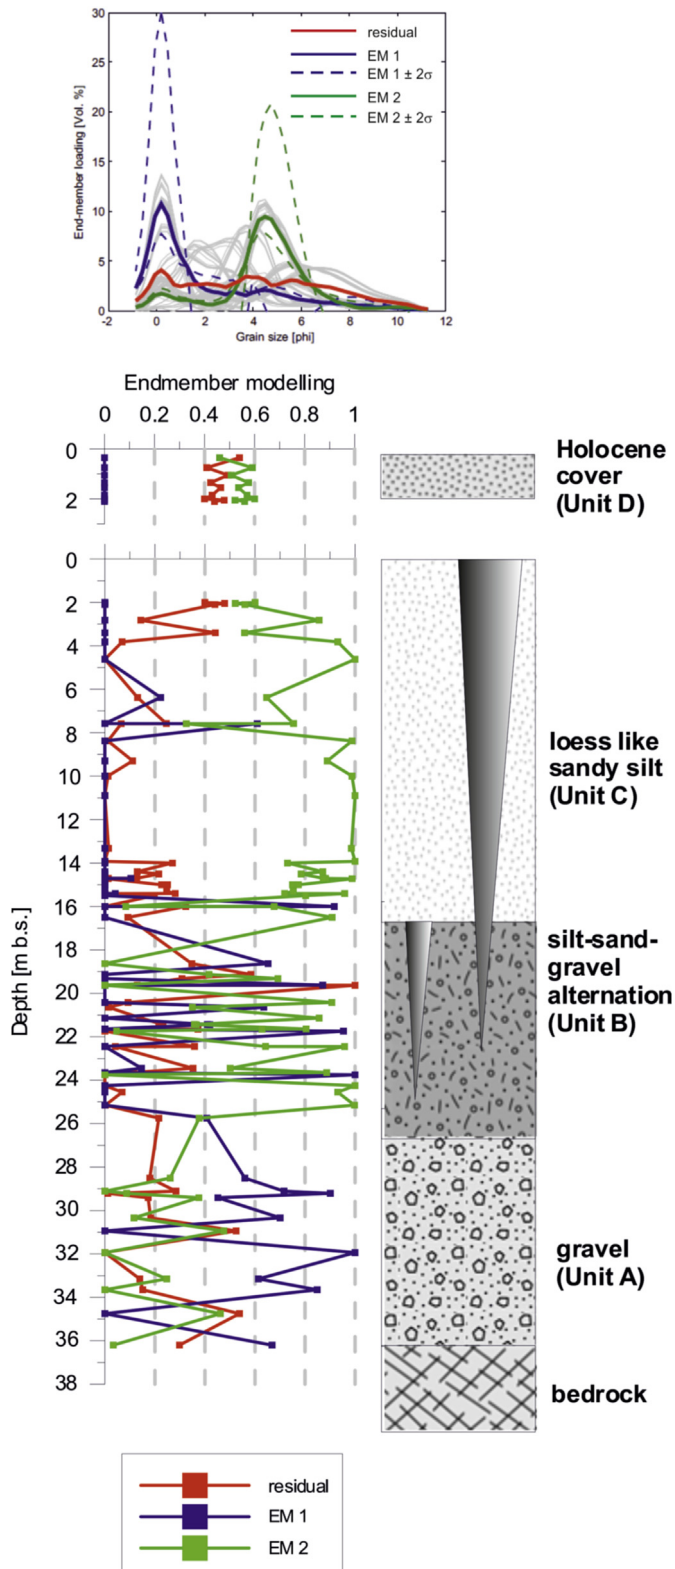 30
25
20
15
10
5
0
End-member loading [Vol. %]
residual
EM 1
EM 1 ± 2σ
EM 2
EM 2 ± 2σ
-2 0 2 4 6 8 10 12
Grain size [phi]
Endmember modelling
0 0.2 0.4 0.6 0.8 1
0
2
Holocene
cover
(Unit D)
0
2
4
6
8
10
12
14
16
18
20
22
24
26
28
30
32
34
36
38
Depth [m b.s.]
loess like
sandy silt
(Unit C)
silt-sand-
gravel
alternation
(Unit B)
gravel
(Unit A)
bedrock
residual
EM 1
EM 2